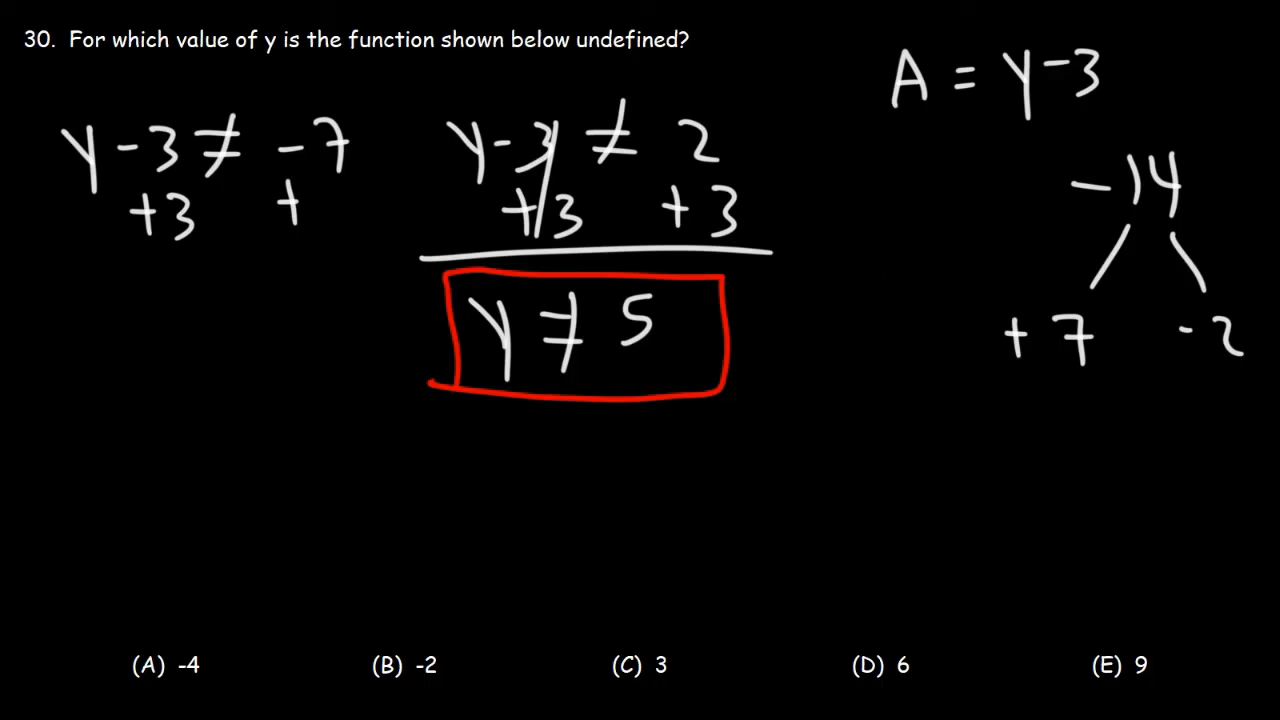 30. For which value of y is the function shown below undefined?
A = y - 3
y - 3 ≠ - 7
+3 +
y - 3 ≠ 2
+3 +3
y ≠ 5
- 14
+ 7 - 2
(A) -4 (B) -2 (C) 3 (D) 6 (E) 9